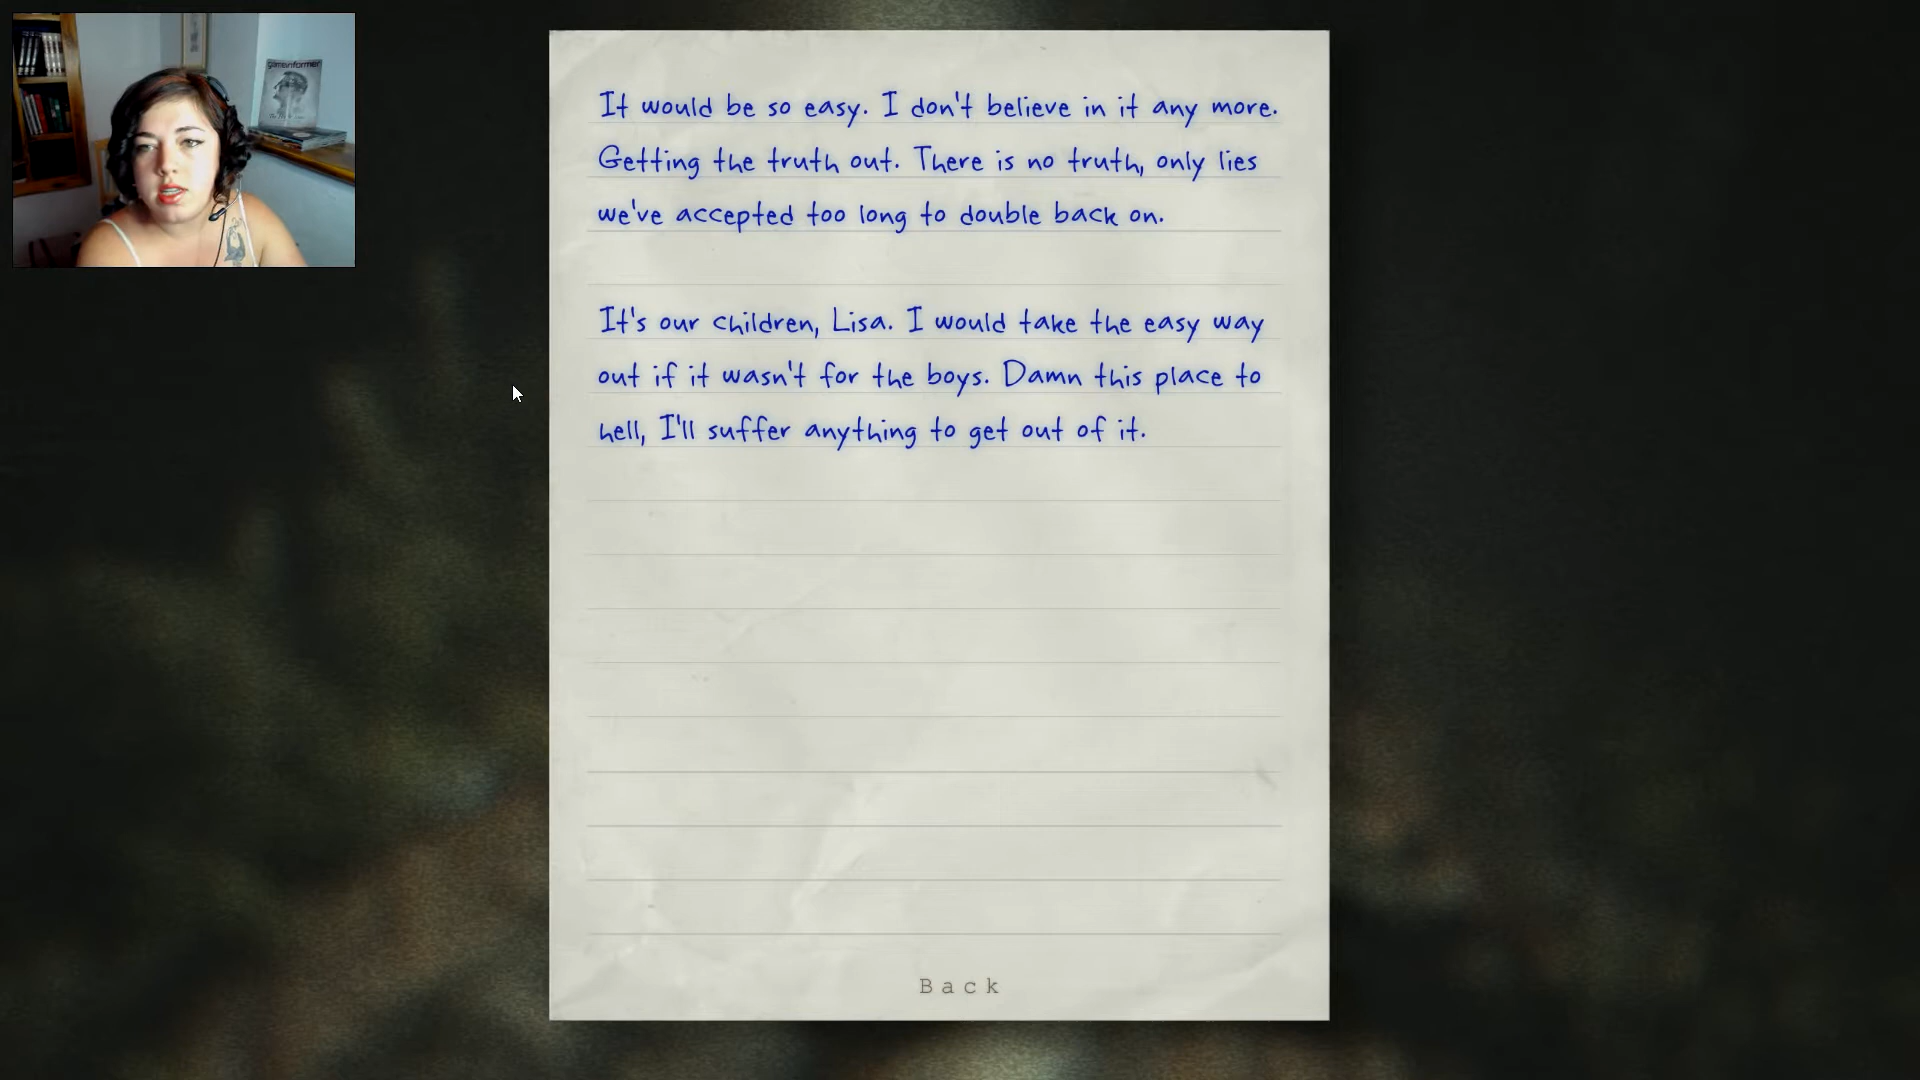 gameinformer
It would be so easy. I don't believe in it any more.
Getting the truth out. There is no truth, only lies
we've accepted too long to double back on.
It's our children, Lisa. I would take the easy way
out if it wasn't for the boys. Damn this place to
hell, I'll suffer anything to get out of it.
Back